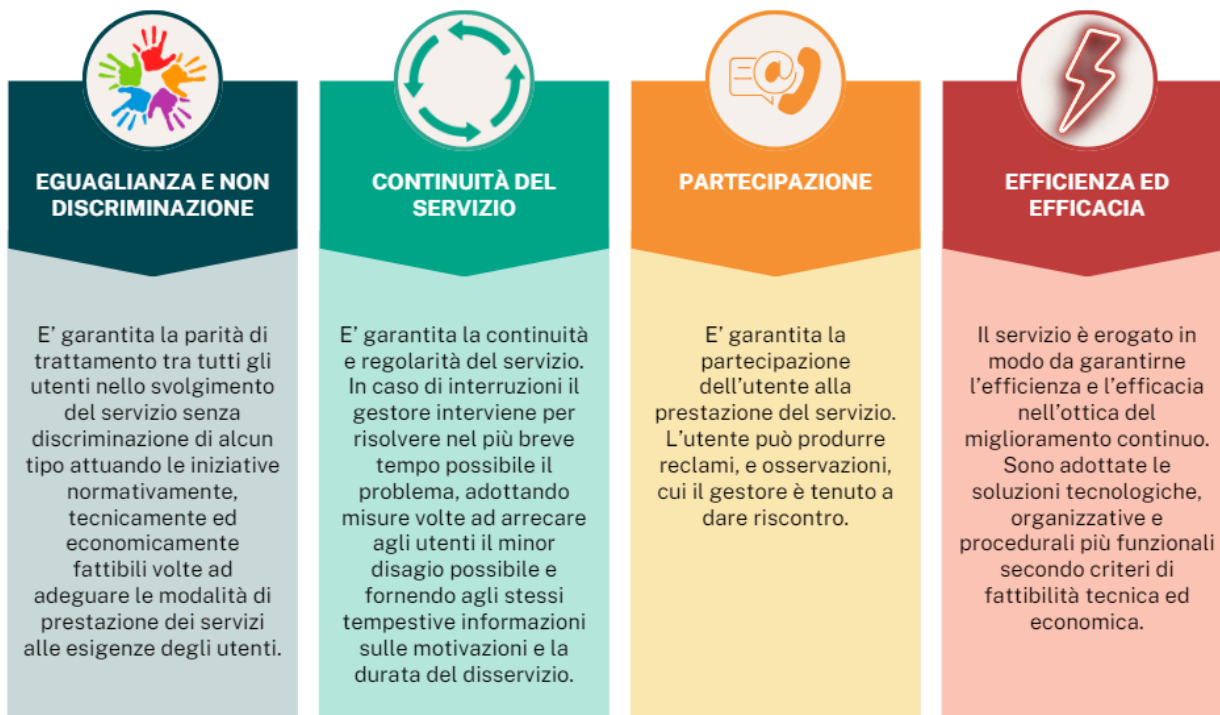 EGUAGLIANZA E NON
DISCRIMINAZIONE
E' garantita la parità di
trattamento tra tutti gli
utenti nello svolgimento
del servizio senza
discriminazione di alcun
tipo attuando le iniziative
normativamente,
tecnicamente ed
economicamente
fattibili volte ad
adeguare le modalità di
prestazione dei servizi
alle esigenze degli utenti.
CONTINUITÀ DEL
SERVIZIO
E' garantita la continuità
e regolarità del servizio.
In caso di interruzioni il
gestore interviene per
risolvere nel più breve
tempo possibile il
problema, adottando
misure volte ad arrecare
agli utenti il minor
disagio possibile e
fornendo agli stessi
tempestive informazioni
sulle motivazioni e la
durata del disservizio.
PARTECIPAZIONE
E' garantita la
partecipazione
dell'utente alla
prestazione del servizio.
L'utente può produrre
reclami, e osservazioni,
cui il gestore è tenuto a
dare riscontro.
EFFICIENZA ED
EFFICACIA
Il servizio è erogato in
modo da garantirne
l'efficienza e l'efficacia
nell'ottica del
miglioramento continuo.
Sono adottate le
soluzioni tecnologiche,
organizzative e
procedurali più funzionali
secondo criteri di
fattibilità tecnica ed
economica.